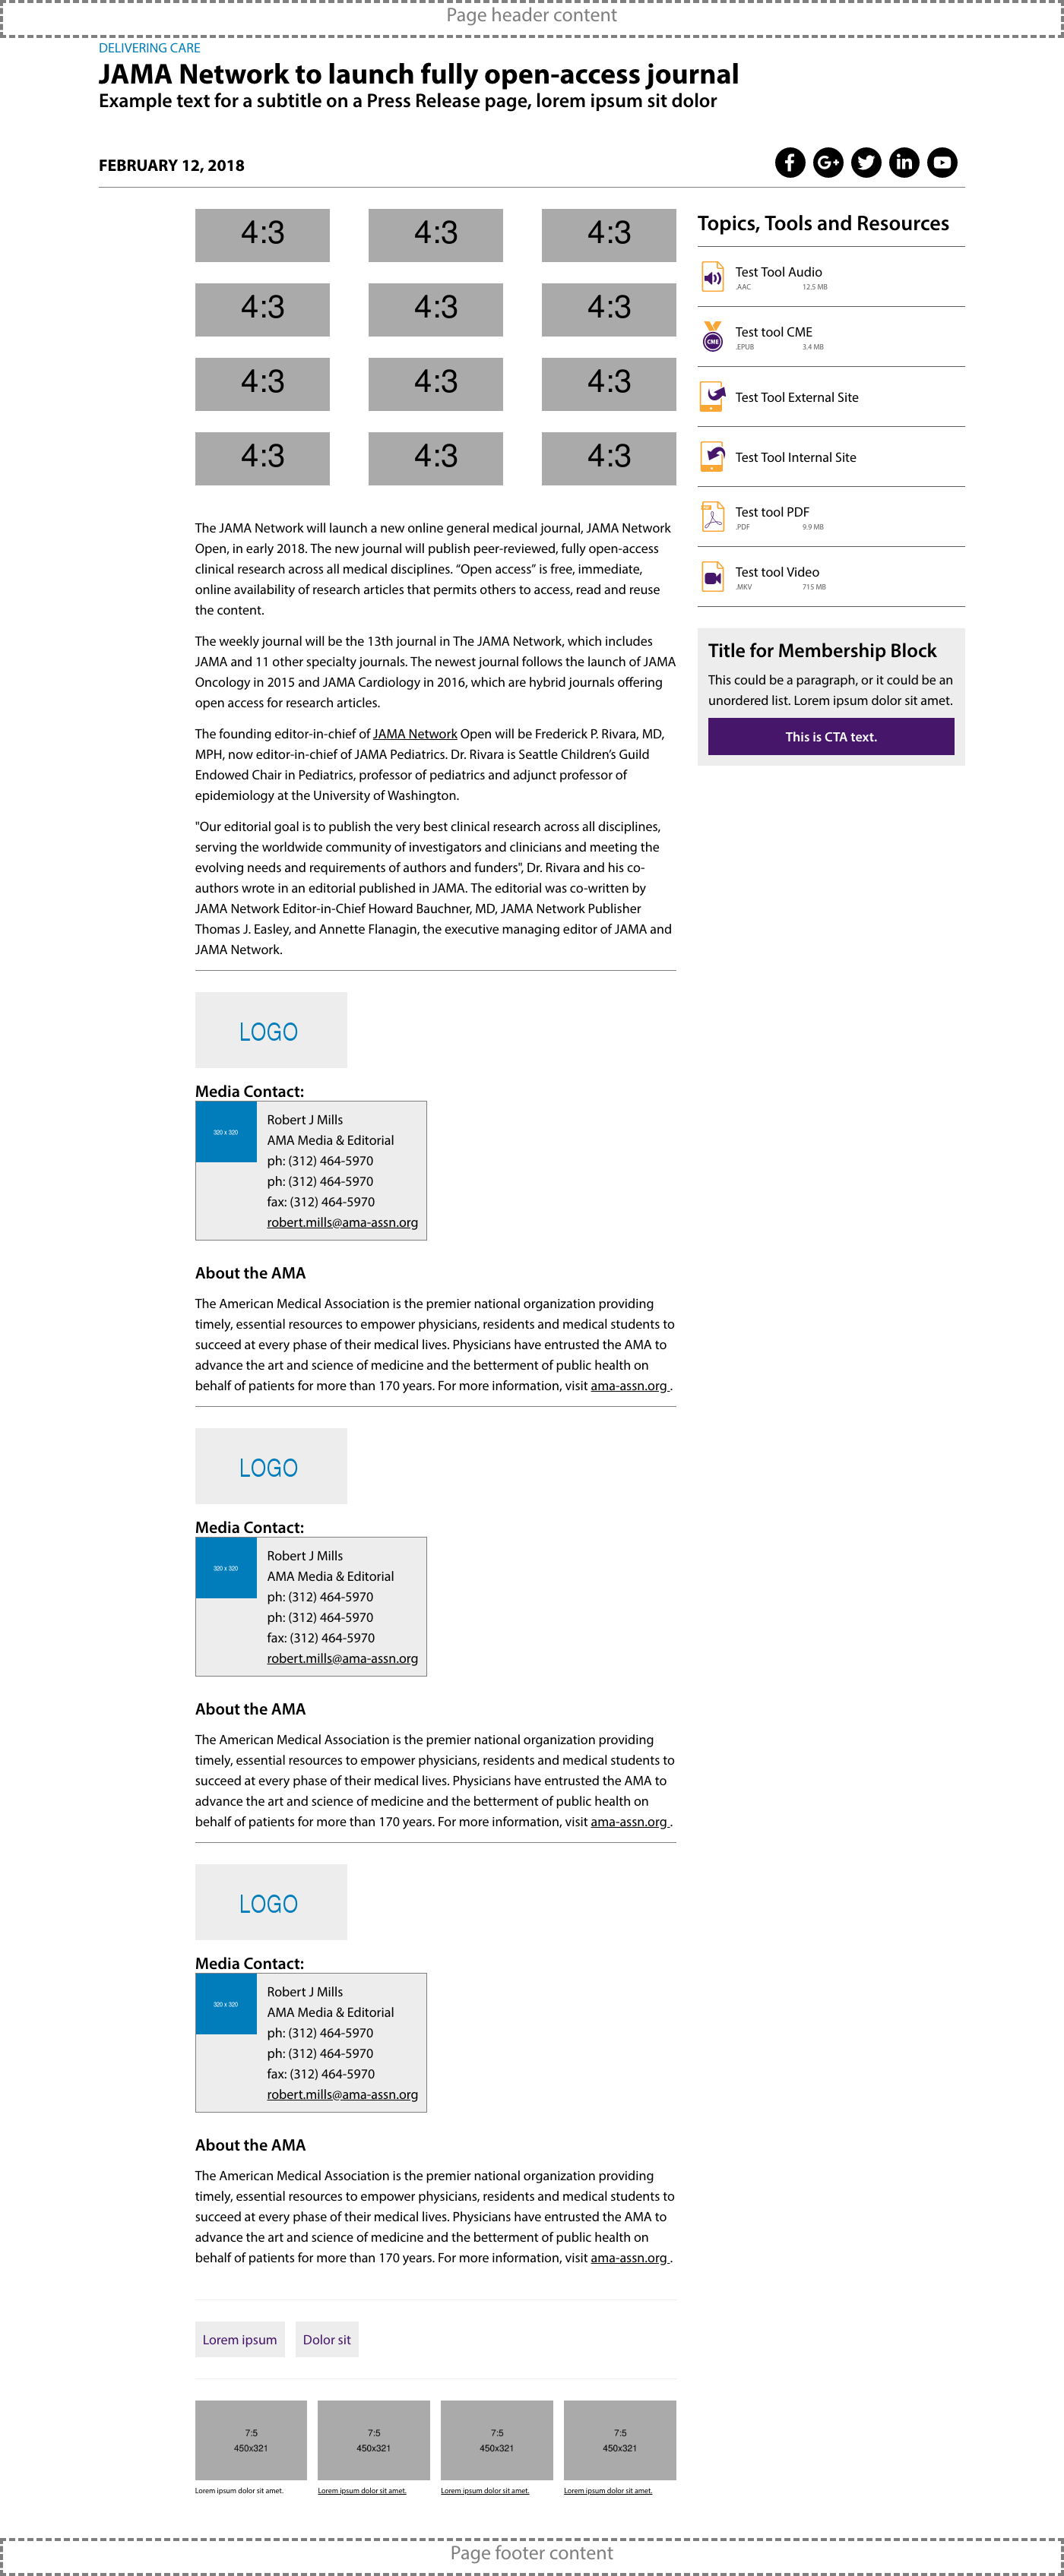 Page header content
DELIVERING CARE
JAMA Network to launch fully open-access journal
Example text for a subtitle on a Press Release page, lorem ipsum sit dolor
FEBRUARY 12, 2018
4:3 4:3 4:3
4:3 4:3 4:3
4:3 4:3 4:3
4:3 4:3 4:3
The JAMA Network will launch a new online general medical journal, JAMA Network
Open, in early 2018. The new journal will publish peer-reviewed, fully open-access
clinical research across all medical disciplines. “Open access” is free, immediate,
online availability of research articles that permits others to access, read and reuse
the content.
The weekly journal will be the 13th journal in The JAMA Network, which includes
JAMA and 11 other specialty journals. The newest journal follows the launch of JAMA
Oncology in 2015 and JAMA Cardiology in 2016, which are hybrid journals offering
open access for research articles.
The founding editor-in-chief of JAMA Network Open will be Frederick P. Rivara, MD,
MPH, now editor-in-chief of JAMA Pediatrics. Dr. Rivara is Seattle Children’s Guild
Endowed Chair in Pediatrics, professor of pediatrics and adjunct professor of
epidemiology at the University of Washington.
"Our editorial goal is to publish the very best clinical research across all disciplines,
serving the worldwide community of investigators and clinicians and meeting the
evolving needs and requirements of authors and funders", Dr. Rivara and his co-
authors wrote in an editorial published in JAMA. The editorial was co-written by
JAMA Network Editor-in-Chief Howard Bauchner, MD, JAMA Network Publisher
Thomas J. Easley, and Annette Flanagin, the executive managing editor of JAMA and
JAMA Network.
LOGO
Media Contact:
320 x 320
Robert J Mills
AMA Media & Editorial
ph: (312) 464-5970
ph: (312) 464-5970
fax: (312) 464-5970
robert.mills@ama-assn.org
About the AMA
The American Medical Association is the premier national organization providing
timely, essential resources to empower physicians, residents and medical students to
succeed at every phase of their medical lives. Physicians have entrusted the AMA to
advance the art and science of medicine and the betterment of public health on
behalf of patients for more than 170 years. For more information, visit ama-assn.org .
LOGO
Media Contact:
320 x 320
Robert J Mills
AMA Media & Editorial
ph: (312) 464-5970
ph: (312) 464-5970
fax: (312) 464-5970
robert.mills@ama-assn.org
About the AMA
The American Medical Association is the premier national organization providing
timely, essential resources to empower physicians, residents and medical students to
succeed at every phase of their medical lives. Physicians have entrusted the AMA to
advance the art and science of medicine and the betterment of public health on
behalf of patients for more than 170 years. For more information, visit ama-assn.org .
LOGO
Media Contact:
320 x 320
Robert J Mills
AMA Media & Editorial
ph: (312) 464-5970
ph: (312) 464-5970
fax: (312) 464-5970
robert.mills@ama-assn.org
About the AMA
The American Medical Association is the premier national organization providing
timely, essential resources to empower physicians, residents and medical students to
succeed at every phase of their medical lives. Physicians have entrusted the AMA to
advance the art and science of medicine and the betterment of public health on
behalf of patients for more than 170 years. For more information, visit ama-assn.org .
Lorem ipsum Dolor sit
7:5 7:5 7:5 7:5
450x321 450x321 450x321 450x321
Lorem ipsum dolor sit amet. Lorem ipsum dolor sit amet. Lorem ipsum dolor sit amet. Lorem ipsum dolor sit amet.
Topics, Tools and Resources
Test Tool Audio
.AAC 12.5 MB
CME
Test tool CME
.EPUB 3.4 MB
Test Tool External Site
Test Tool Internal Site
Test tool PDF
.PDF 9.9 MB
Test tool Video
.MKV 715 MB
Title for Membership Block
This could be a paragraph, or it could be an
unordered list. Lorem ipsum dolor sit amet.
This is CTA text.
Page footer content